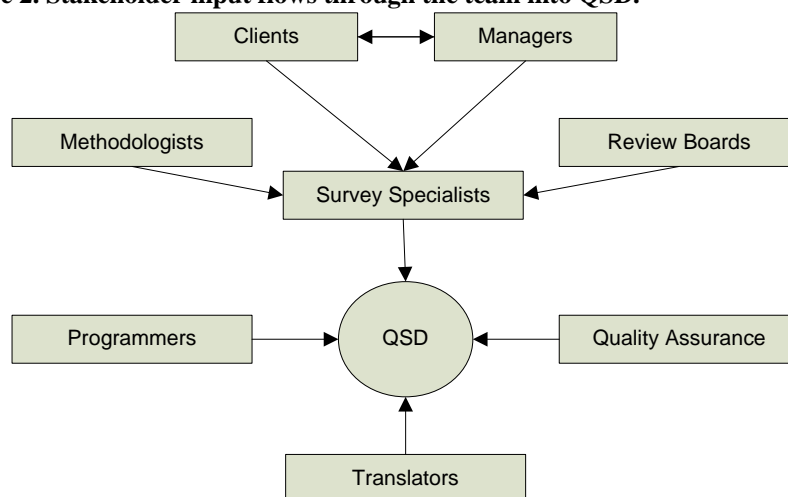 e 2. Stakeholder input flows through the team into QSD.
Clients
Managers
Methodologists
Review Boards
Survey Specialists
Programmers
QSD
Quality Assurance
Translators